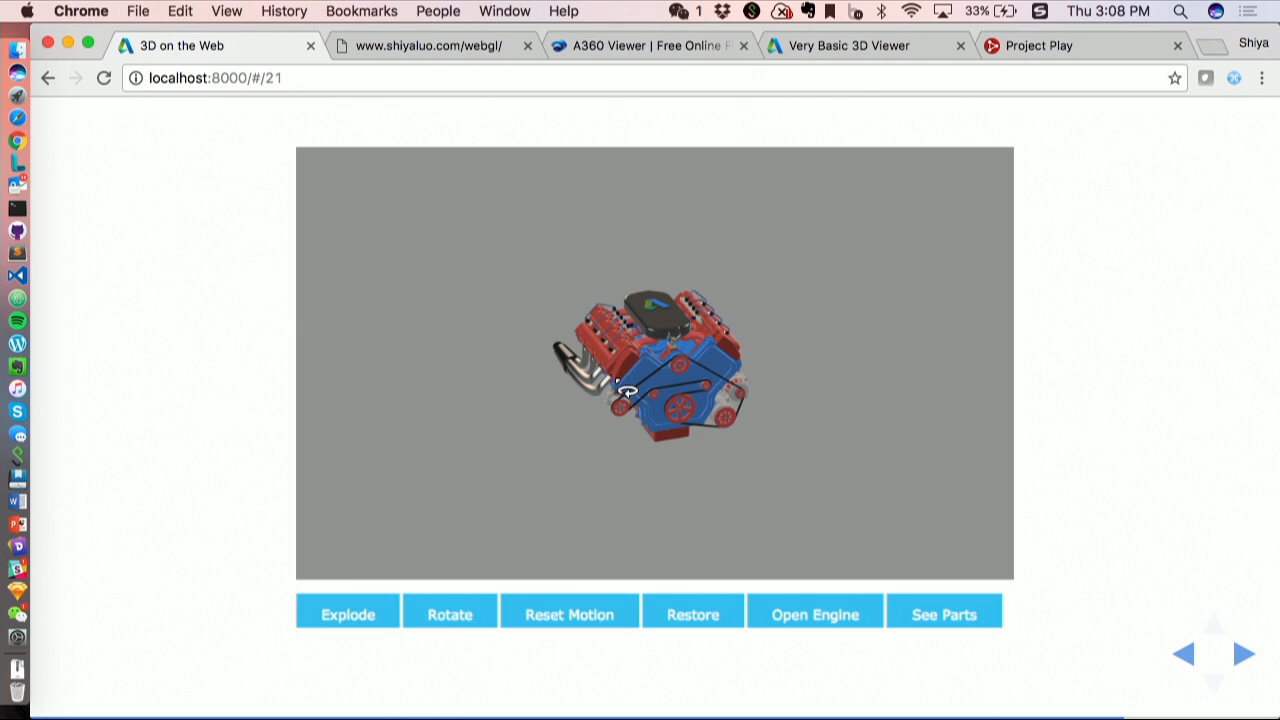 Chrome File Edit View History Bookmarks People Window Help 1 33% Thu 3:08 PM
3D on the Web www.shiyaluo.com/webgl/ A360 Viewer | Free Online Fi Very Basic 3D Viewer Project Play Shiya
localhost:8000/#/21
Explode Rotate Reset Motion Restore Open Engine See Parts